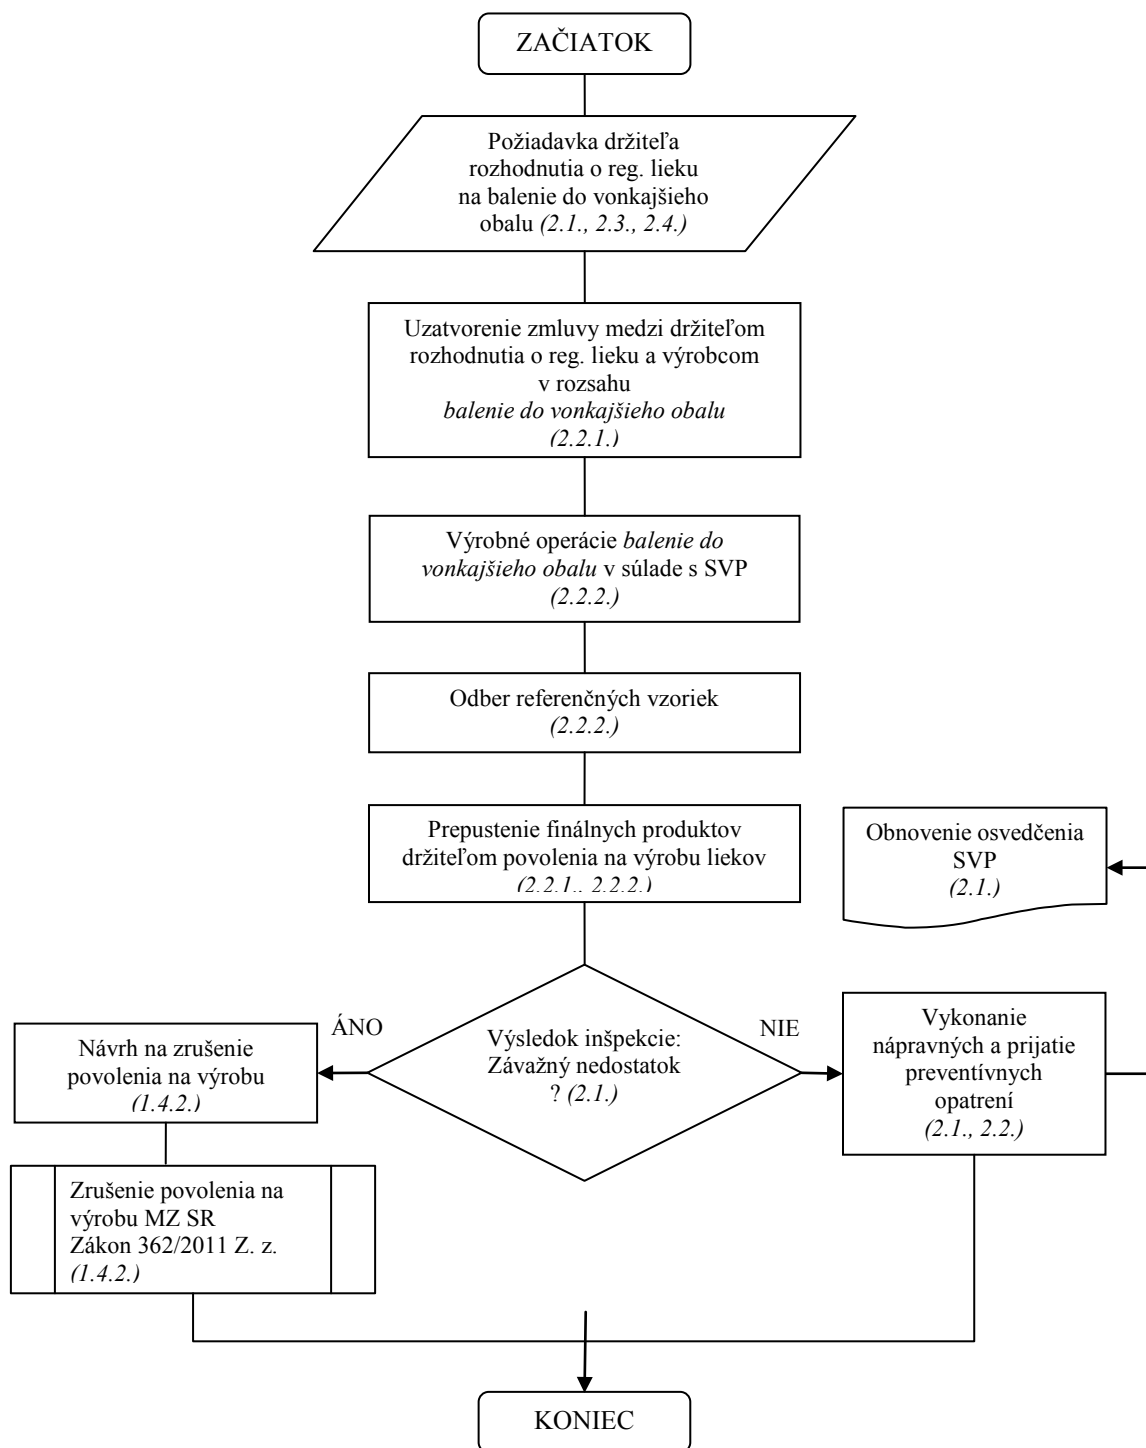 ZAČIATOK
Požiadavka držiteľa
rozhodnutia o reg. lieku
na balenie do vonkajšieho
obalu (2.1., 2.3., 2.4.)
Uzatvorenie zmluvy medzi držiteľom
rozhodnutia o reg. lieku a výrobcom
v rozsahu
balenie do vonkajšieho obalu
(2.2.1.)
Výrobné operácie balenie do
vonkajšieho obalu v súlade s SVP
(2.2.2.)
Odber referenčných vzoriek
(2.2.2.)
Prepustenie finálnych produktov
držiteľom povolenia na výrobu liekov
(2.2.1., 2.2.2.)
Obnovenie osvedčenia
SVP
(2.1.)
ÁNO
Výsledok inšpekcie:
Závažný nedostatok
? (2.1.)
NIE
Návrh na zrušenie
povolenia na výrobu
(1.4.2.)
Vykonanie
nápravných a prijatie
preventívnych
opatrení
(2.1., 2.2.)
Zrušenie povolenia na
výrobu MZ SR
Zákon 362/2011 Z. z.
(1.4.2.)
KONIEC